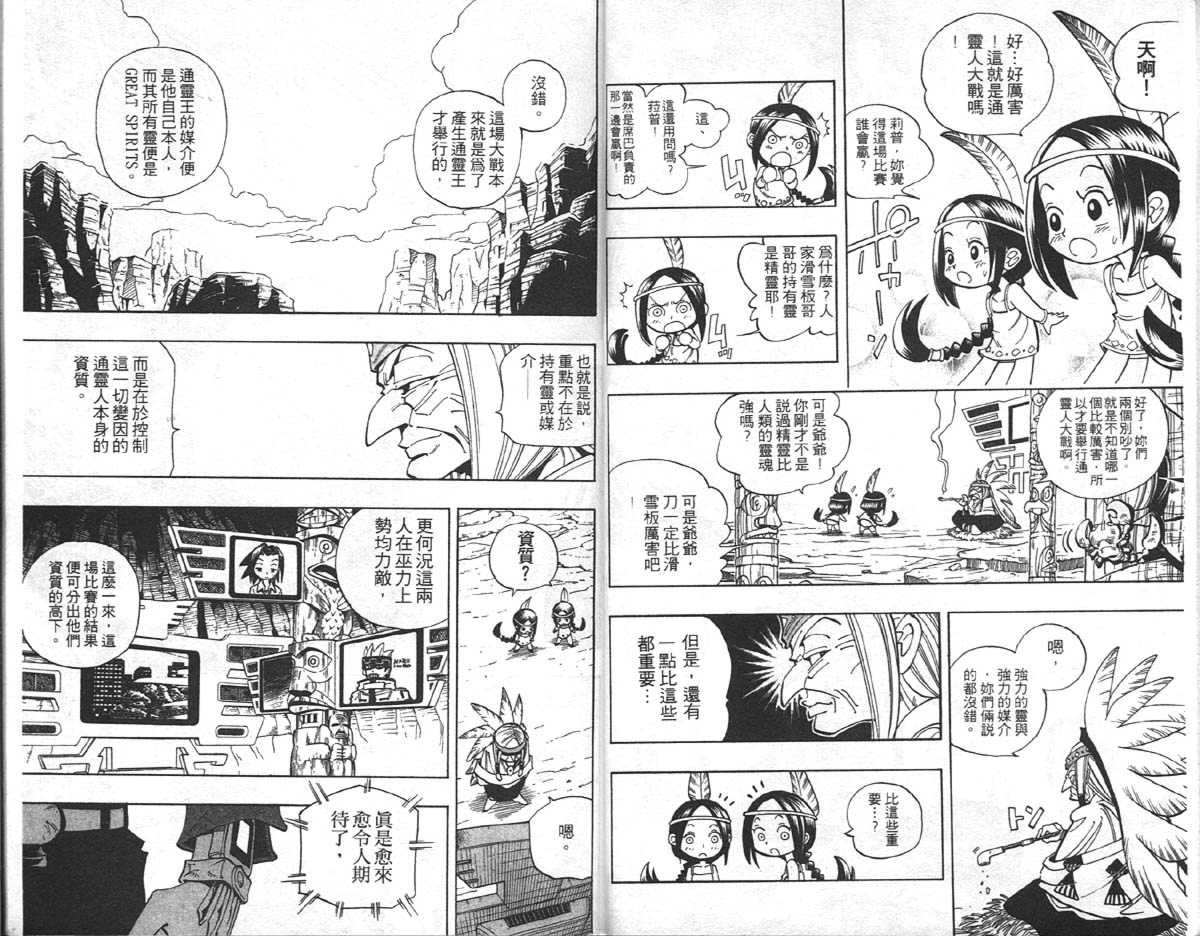 天啊！
好…好厲害
！這就是通
靈人大戰嗎
！
莉普，妳覺
得這場比賽
誰會贏？
這、
這還用問嗎？
菈普！
當然是席巴負責的
那一邊會贏啊！
為什麼？人
家滑雪板哥
哥的持有靈
是精靈耶！
好了，妳們
兩個別吵了。
就是不知道哪一
個比較厲害，所
以才要舉行通
靈人大戰啊。
可是爺爺！
你剛才不是
說過精靈比
人類的靈魂
強嗎？
可是爺爺，
刀一定比滑
雪板厲害吧
！
嗯，
強力的靈與
強力的媒介
，妳們倆說
的都沒錯。
トン
但是，還有
一點比這些
都重要…
比這些重
要…？
沒錯。
這場大戰本
來就是為了
產生通靈王
才舉行的，
通靈王的媒介便
是他自己本人，
而其所有靈便是
GREAT SPIRITS。
也就是說，
重點不在於
持有靈或媒
介──
而是在於控制
這一切變因的
通靈人本身的
資質。
資質？
嗯。
更何況這兩
人在巫力上
勢均力敵，
這麼一來，這
場比賽的結果
便可分出他們
資質的高下。
真是愈來
愈令人期
待了，